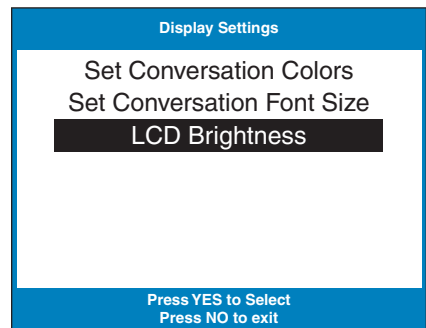 Display Settings
Set Conversation Colors
Set Conversation Font Size
LCD Brightness
Press YES to Select
Press NO to exit